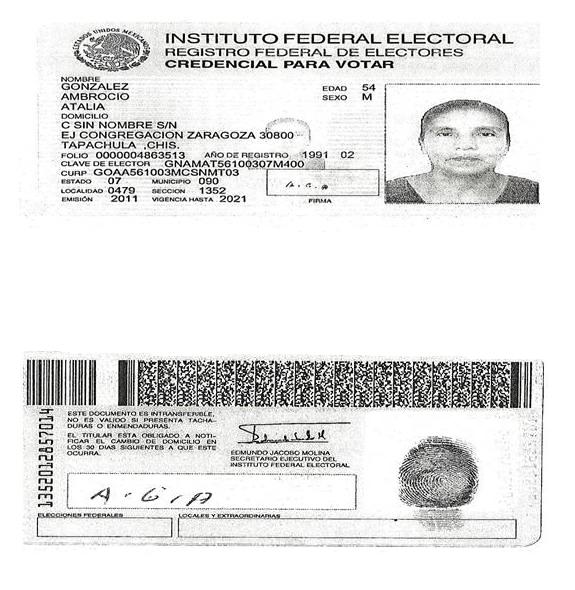 ESTADOS UNIDOS MEXICANOS
INSTITUTO FEDERAL ELECTORAL
REGISTRO FEDERAL DE ELECTORES
CREDENCIAL PARA VOTAR
NOMBRE
GONZALEZ
AMBROCIO
ATALIA
EDAD 54
SEXO M
DOMICILIO
C SIN NOMBRE S/N
EJ CONGREGACION ZARAGOZA 30800
TAPACHULA ,CHIS.
FOLIO 0000004863513 AÑO DE REGISTRO 1991 02
CLAVE DE ELECTOR GNAMAT56100307M400
CURP GOAA561003MCSNMT03
ESTADO 07 MUNICIPIO 090
LOCALIDAD 0479 SECCION 1352
EMISIÓN 2011 VIGENCIA HASTA 2021
A.G.A
FIRMA
1352012857014
ESTE DOCUMENTO ES INTRANSFERIBLE,
NO ES VALIDO SI PRESENTA TACHA-
DURAS O ENMENDADURAS.
EL TITULAR ESTA OBLIGADO A NOTI-
FICAR EL CAMBIO DE DOMICILIO EN
LOS 30 DIAS SIGUIENTES A QUE ESTE
OCURRA.
EDMUNDO JACOBO MOLINA
SECRETARIO EJECUTIVO DEL
INSTITUTO FEDERAL ELECTORAL
A.G.A
ELECCIONES FEDERALES
LOCALES Y EXTRAORDINARIAS